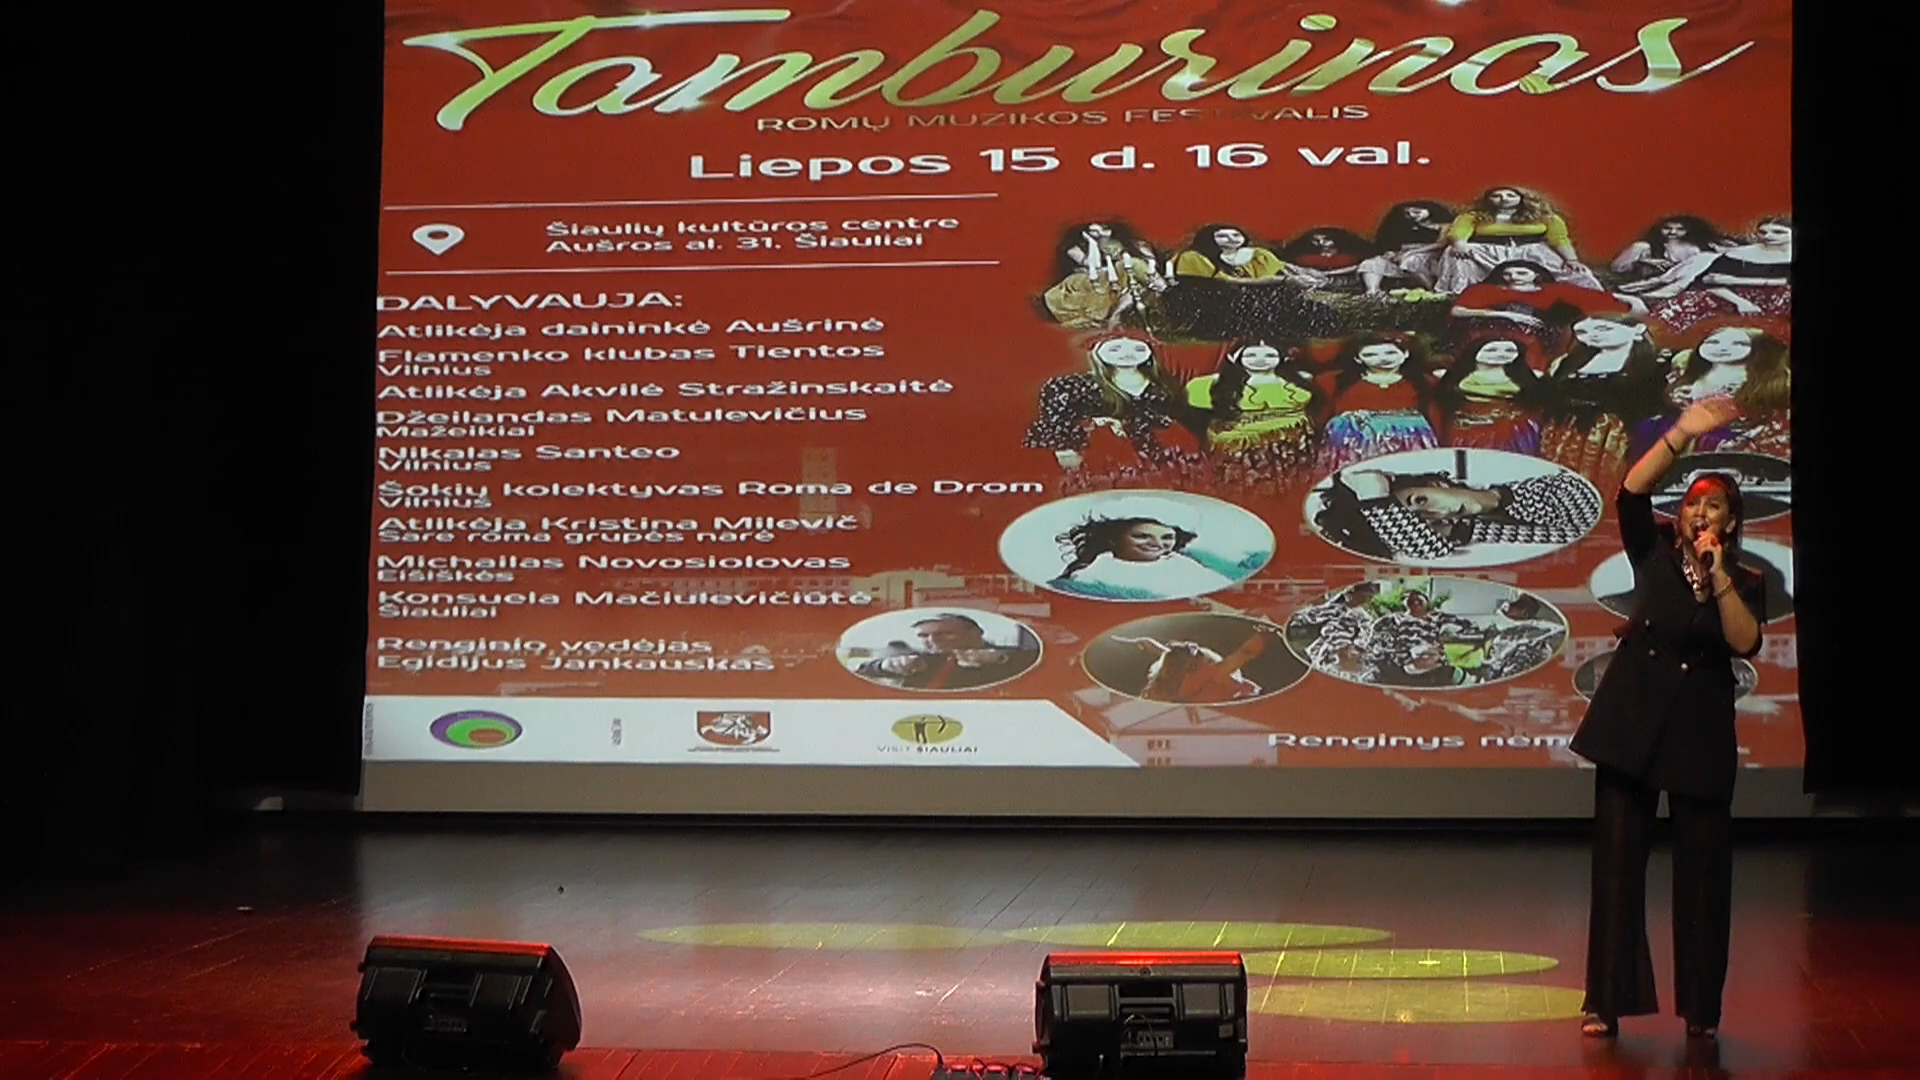 Tamburinas
ROMŲ MUZIKOS FESTIVALIS
Liepos 15 d. 16 val.
Šiaulių kultūros centre
Aušros al. 31, Šiauliai
DALYVAUJA:
Atlikėja dainininkė Aušrinė
Flamenko klubas Tientos
Vilnius
Atlikėja Akvilė Stražinskaitė
Džeilandas Matulevičius
Mažeikiai
Nikalas Santeo
Vilnius
Šokių kolektyvas Roma de Drom
Vilnius
Atlikėja Kristina Milevič
Sare roma grupės narė
Michailas Novosiolovas
Eišiškės
Konsuela Mačiulevičiūtė
Šiauliai
Renginio vedėjas
Egidijus Jankauskas
VISIT ŠIAULIAI
Renginys